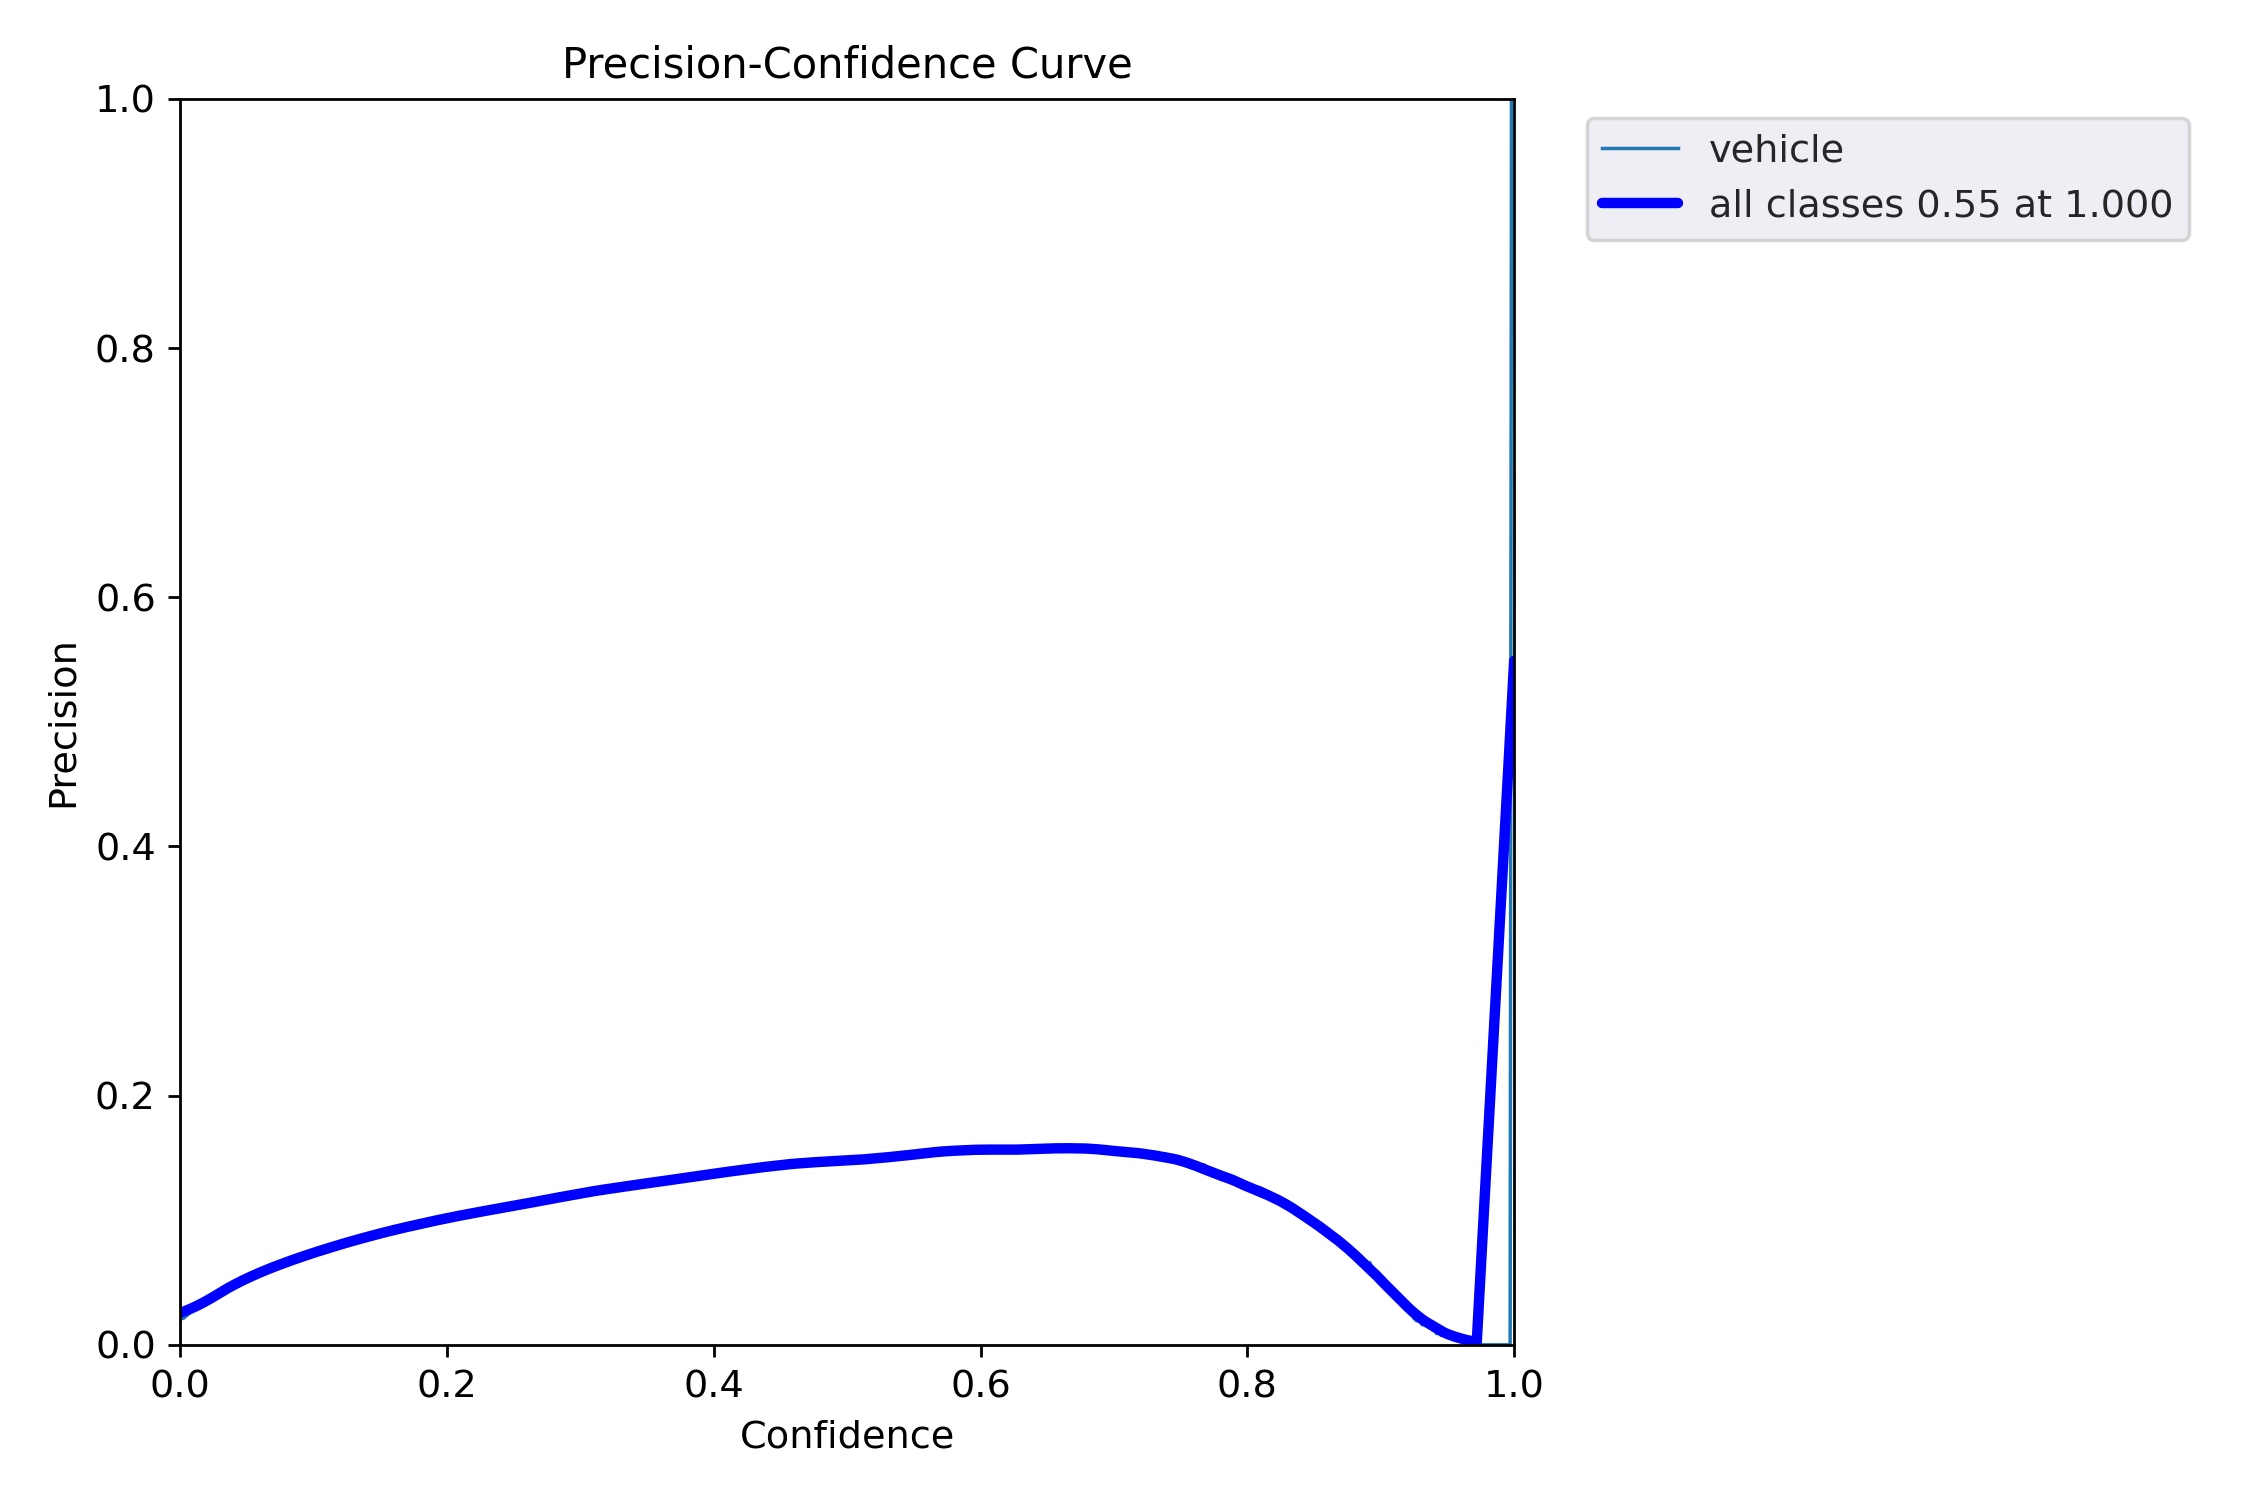 Precision-Confidence Curve
1.0
0.8
0.6
0.4
0.2
0.0
Precision
0.0 0.2 0.4 0.6 0.8 1.0
Confidence
vehicle
all classes 0.55 at 1.000